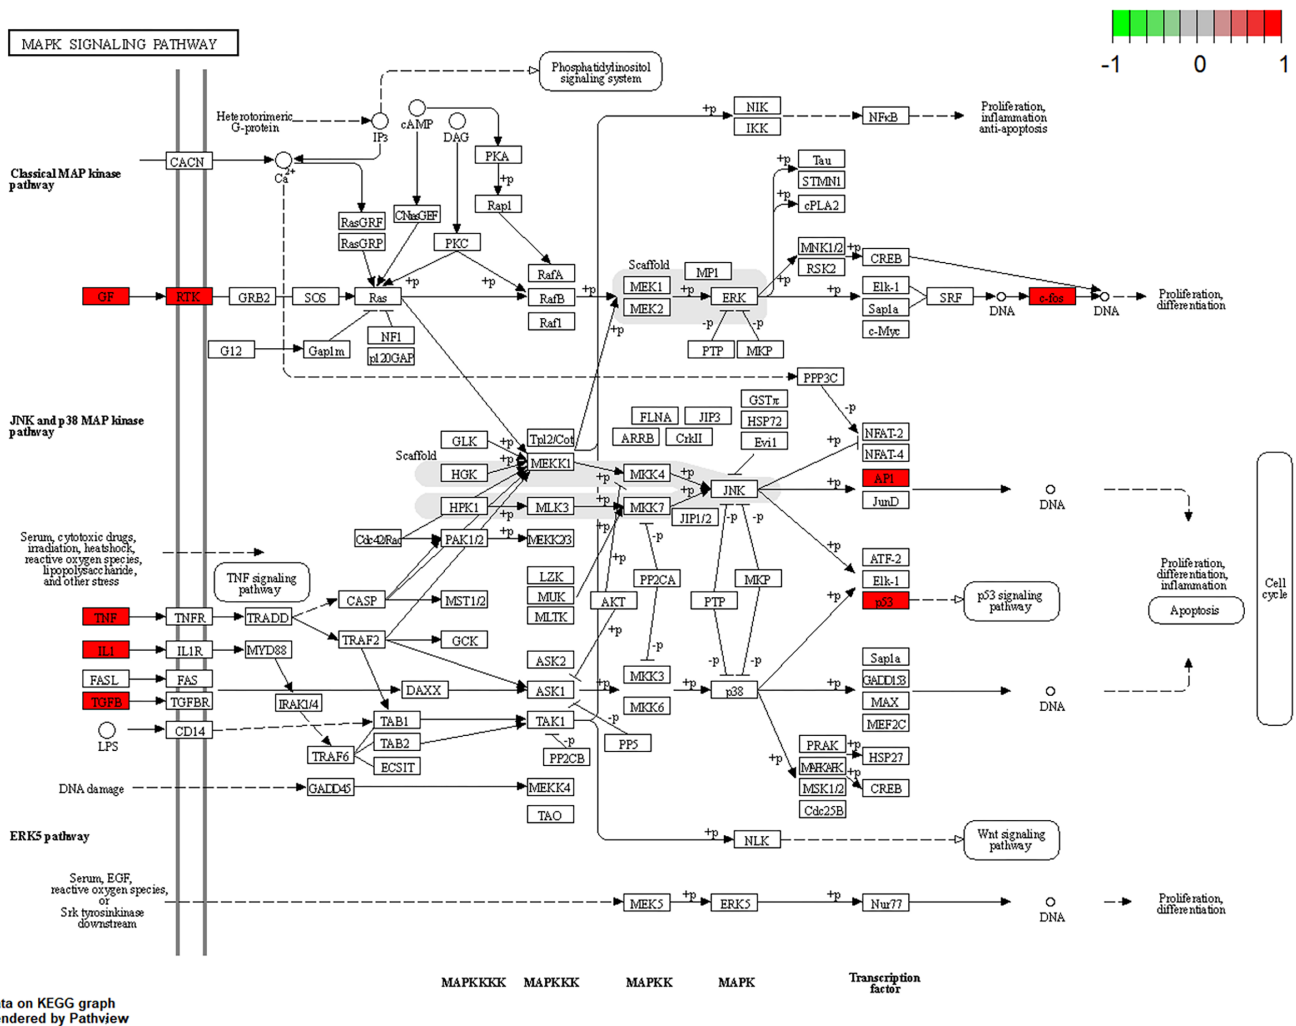 MAPK SIGNALING PATHWAY
-1
0
1
Phosphatidylinositol
signaling system
Heterotorimeric
G-protein
IP3
cAMP
DAG
+p
NIK
IKK
NFκB
Proliferation,
inflammation
anti-apoptosis
Classical MAP kinase
pathway
CACN
Ca2+
PKA
+p
Rap1
RasGRF
RasGRP
CNasGEF
PKC
+p
Tau
STMN1
+p
cPLA2
MNK1/2
+p
RSK2
CREB
Scaffold
MP1
GF
RTK
GRB2
SOS
Ras
+p
+p
RafA
RafB
Raf1
+p
MEK1
MEK2
+p
ERK
+p
+p
Elk-1
Sap1a
c-Myc
SRF
DNA
c-fos
DNA
Proliferation,
differentiation
G12
Gap1m
NF1
p120GAP
+p
-p
-p
PTP
MKP
PPP3C
-p
JNK and p38 MAP kinase
pathway
FLNA
JIP3
ARRB
CrkII
GSTπ
HSP72
Evi1
+p
NFAT-2
NFAT-4
Scaffold
GLK
+p
Tpl2/Cot
HGK
+p
MEKK1
MKK4
+p
JNK
+p
AP1
JunD
DNA
HPK1
+p
MLK3
+p
MKK7
+p
JIP1/2
-p
-p
Cdc42/Rac
PAK1/2
+p
MEKK2/3
-p
Serum, cytotoxic drugs,
irradiation, heatshock,
reactive oxygen species,
lipopolysaccharide,
and other stress
TNF signaling
pathway
LZK
MUK
MLTK
+p
PP2CA
MKP
AKT
PTP
ATF-2
Elk-1
p53
p53 signaling
pathway
Proliferation,
differentiation,
inflammation
Apoptosis
Cell
cycle
CASP
MST1/2
TNF
TNFR
TRADD
TRAF2
GCK
+p
-p
IL1
IL1R
MYD88
ASK2
-p
-p
FASL
FAS
DAXX
ASK1
+p
MKK3
MKK6
+p
p38
+p
Sap1a
GADD153
MAX
MEF2C
DNA
TGFB
TGFBR
IRAK1/4
LPS
CD14
TAB1
TAB2
ECSIT
TRAF6
TAK1
-p
PP5
-p
PP2CB
+p
PRAK
+p
MAPKAPK
+p
MSK1/2
Cdc25B
HSP27
CREB
DNA damage
GADD45
MEKK4
TAO
ERK5 pathway
+p
NLK
Wnt signaling
pathway
Serum, EGF,
reactive oxygen species,
or
Srk tyrosinkinase
downstream
MEK5
+p
ERK5
+p
Nur77
DNA
Proliferation,
differentiation
MAPKKKK
MAPKKK
MAPKK
MAPK
Transcription
factor
ta on KEGG graph
endered by Pathview